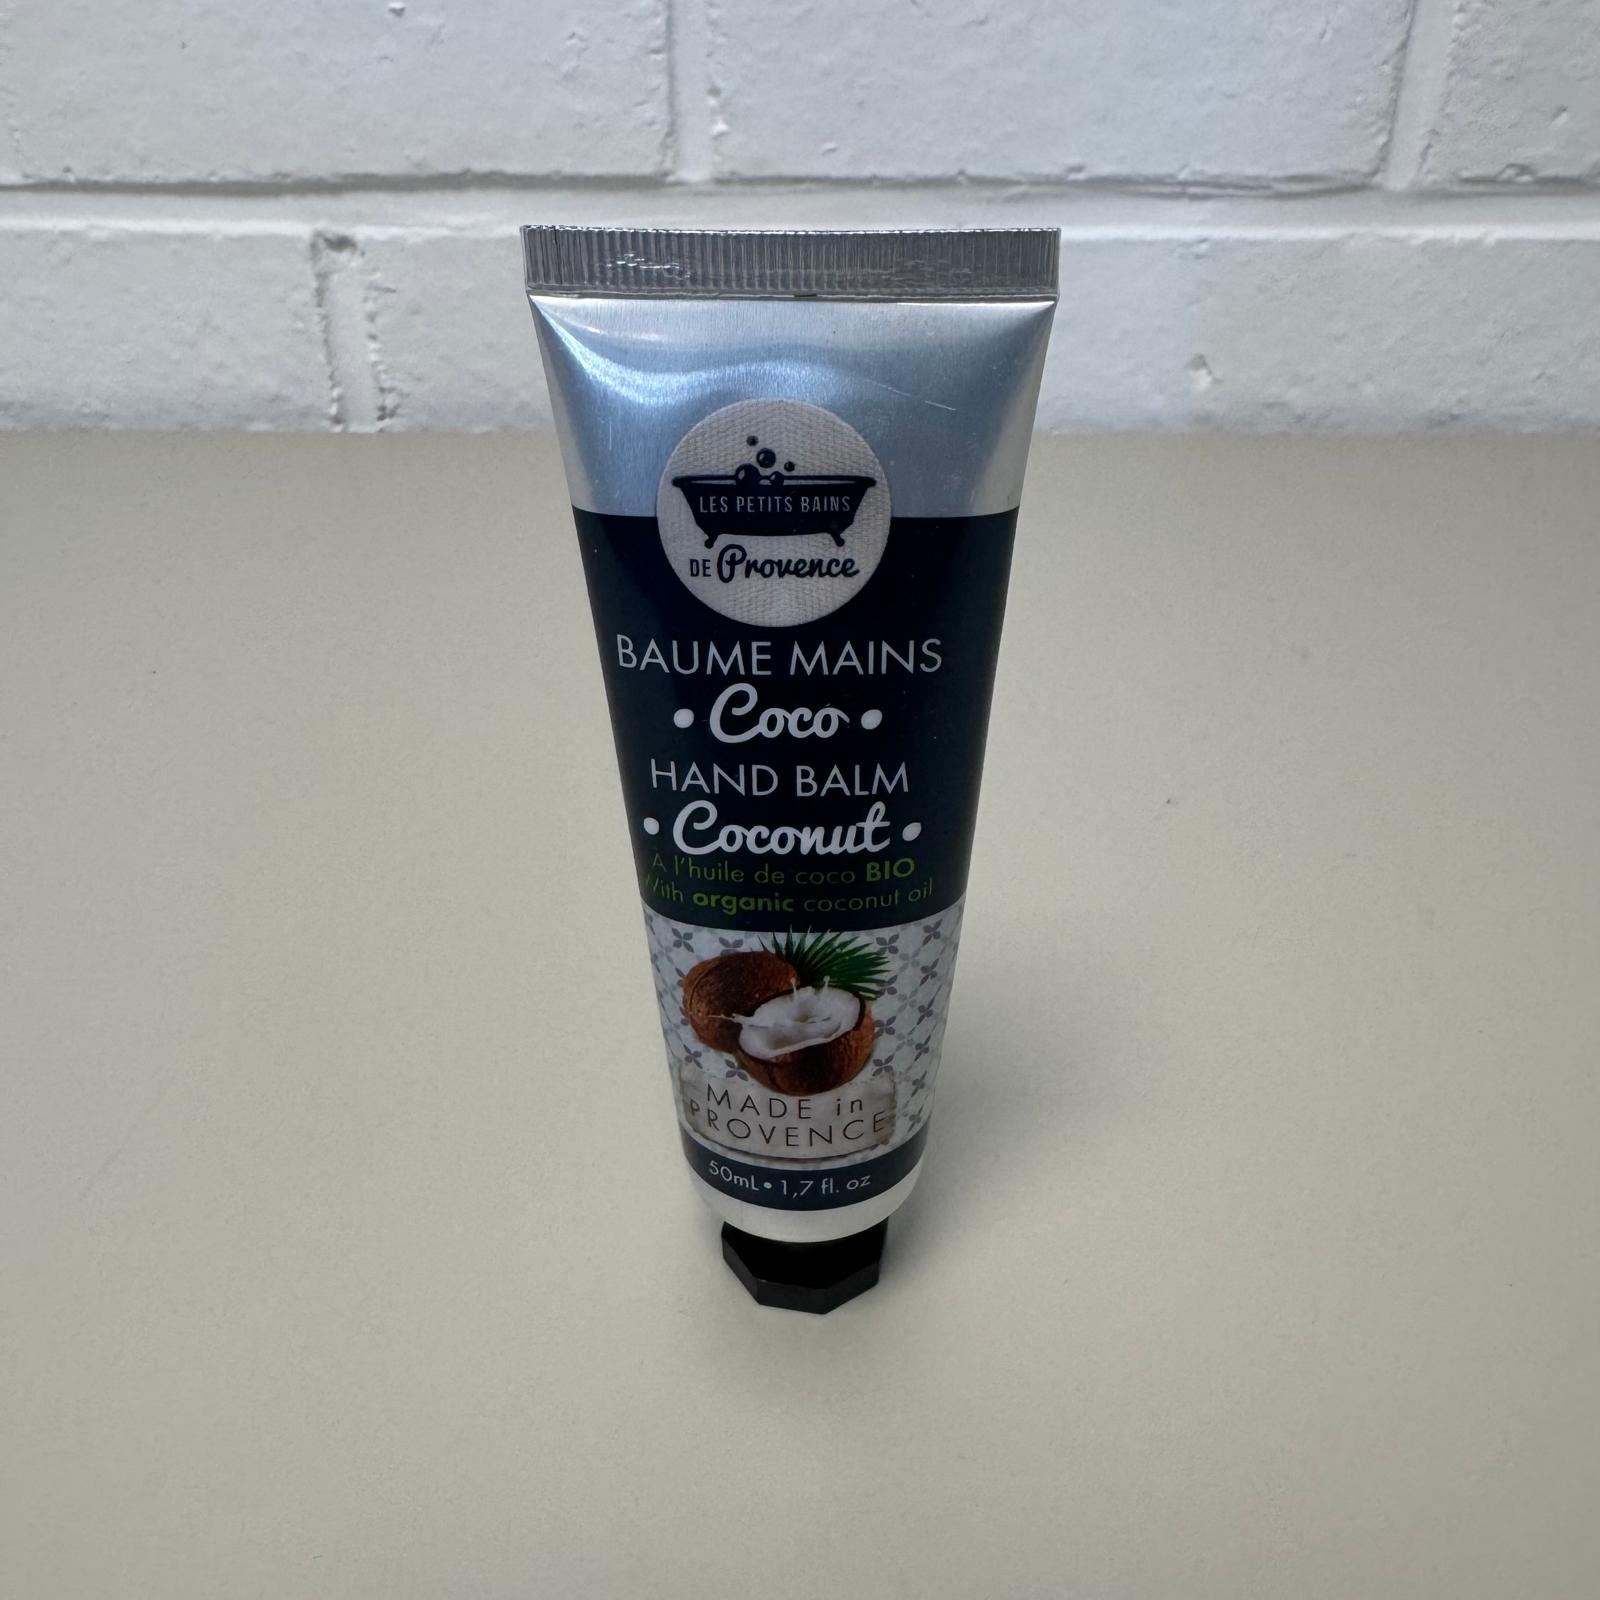 LES PETITS BAINS
DE Provence
BAUME MAINS
• Coco •
HAND BALM
• Coconut •
A l'huile de coco BIO
With organic coconut oil
MADE in
PROVENCE
50mL • 1,7 fl. oz